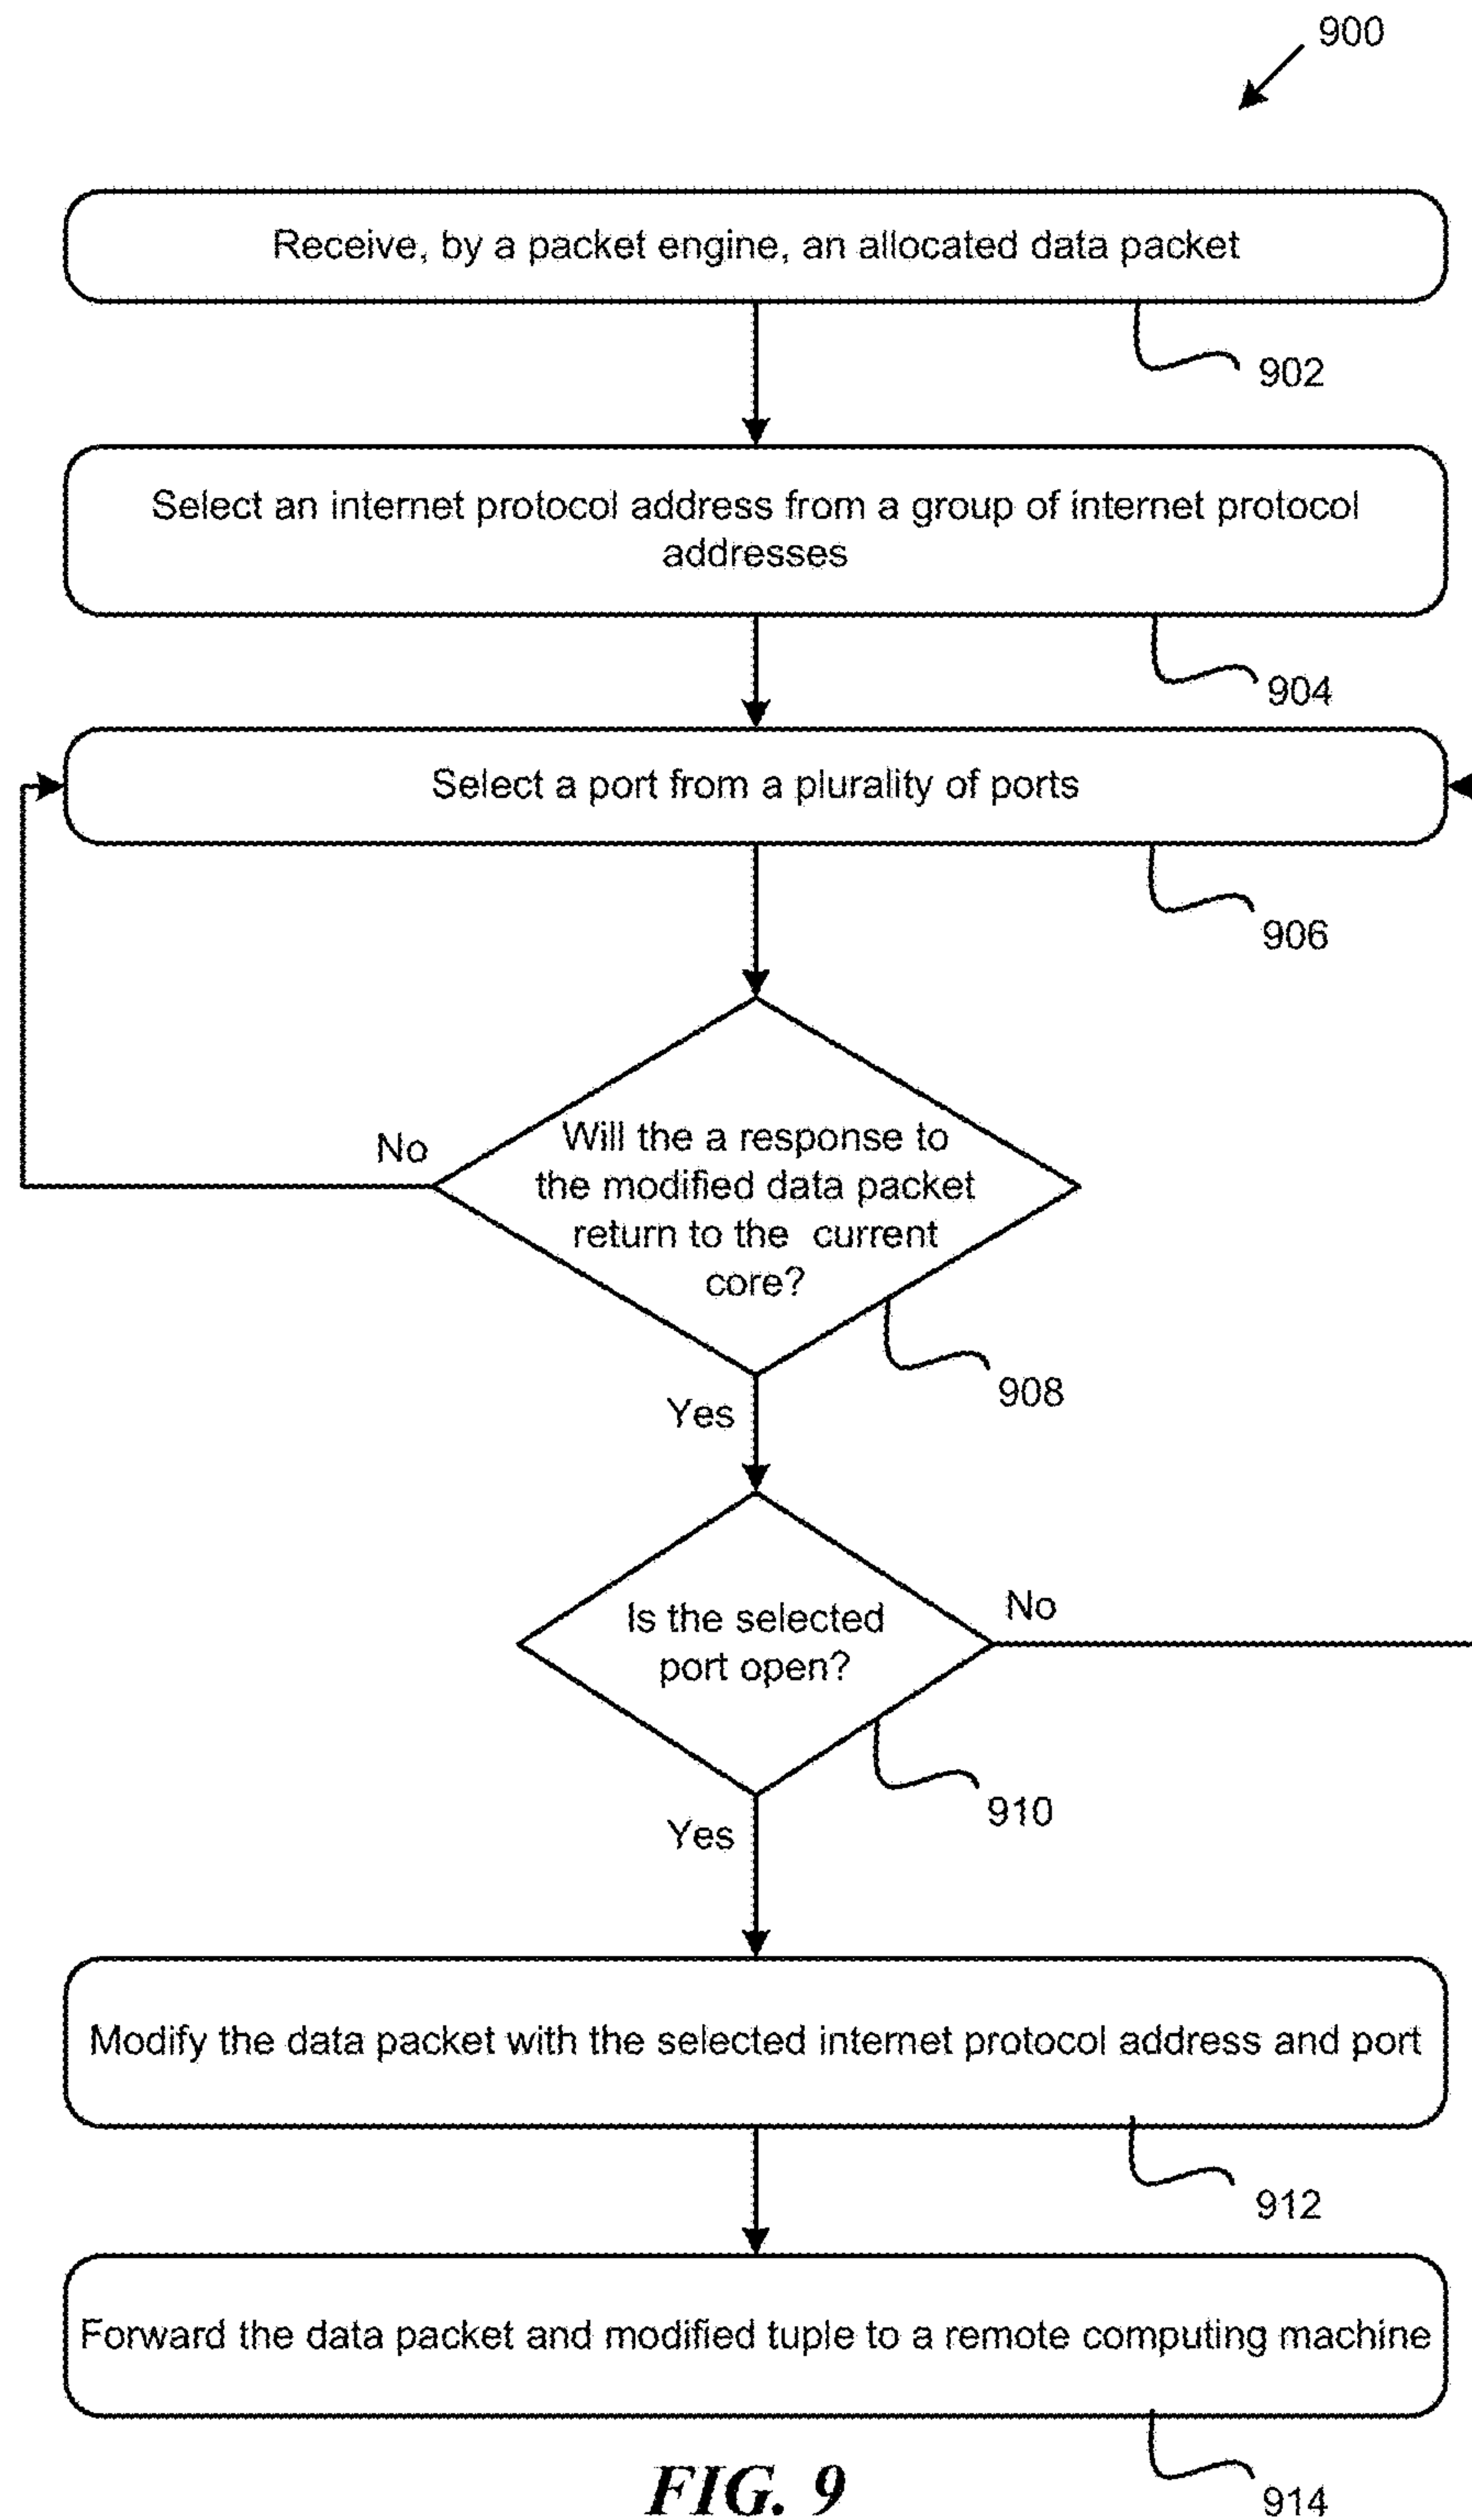 900
Receive, by a packet engine, an allocated data packet
902
Select an internet protocol address from a group of internet protocol
addresses
904
Select a port from a plurality of ports
906
No
Will the a response to
the modified data packet
return to the current
core?
908
Yes
Is the selected
port open?
No
910
Yes
Modify the data packet with the selected internet protocol address and port
912
Forward the data packet and modified tuple to a remote computing machine
914
FIG. 9